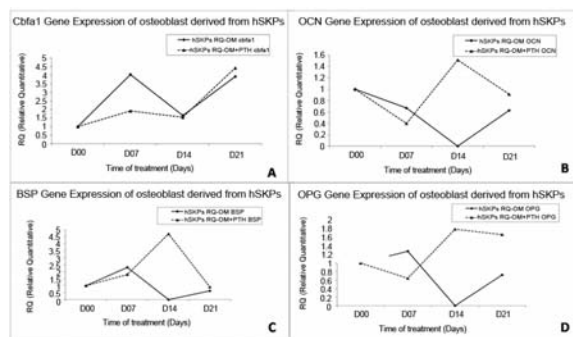 Cbfa1 Gene Expression of osteoblast derived from hSKPs
hSKPs RQ-OM cbfa1
hSKPs RQ-OM+PTH cbfa1
RQ (Relative Quantitative)
5
4.5
4
3.5
3
2.5
2
1.5
1
0.5
0
D00 D07 D14 D21
Time of treatment (Days)
A
OCN Gene Expression of osteoblast derived from hSKPs
hSKPs RQ-OM OCN
hSKPs RQ-OM+PTH OCN
RQ (Relative Quantitative)
1.6
1.4
1.2
1
0.8
0.6
0.4
0.2
0
D00 D07 D14 D21
Time of treatment (Days)
B
BSP Gene Expression of osteoblast derived from hSKPs
hSKPs RQ-OM BSP
hSKPs RQ-OM+PTH BSP
RQ (Relative Quantitative)
D00 D07 D14 D21
Time of treatment (Days)
C
OPG Gene Expression of osteoblast derived from hSKPs
hSKPs RQ-OM OPG
hSKPs RQ-OM+PTH OPG
RQ (Relative Quantitative)
2
1.8
1.6
1.4
1.2
1
0.8
0.6
0.4
0.2
0
D00 D07 D14 D21
Time of treatment (Days)
D